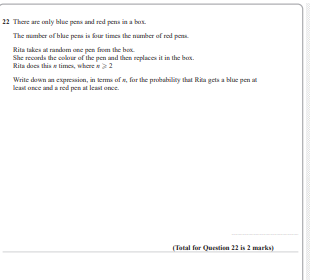 22 There are only blue pens and red pens in a box.
The number of blue pens is four times the number of red pens.
Rita takes at random one pen from the box.
She records the colour of the pen and then replaces it in the box.
Rita does this n times, where n ⩾ 2
Write down an expression, in terms of n, for the probability that Rita gets a blue pen at
least once and a red pen at least once.
(Total for Question 22 is 2 marks)